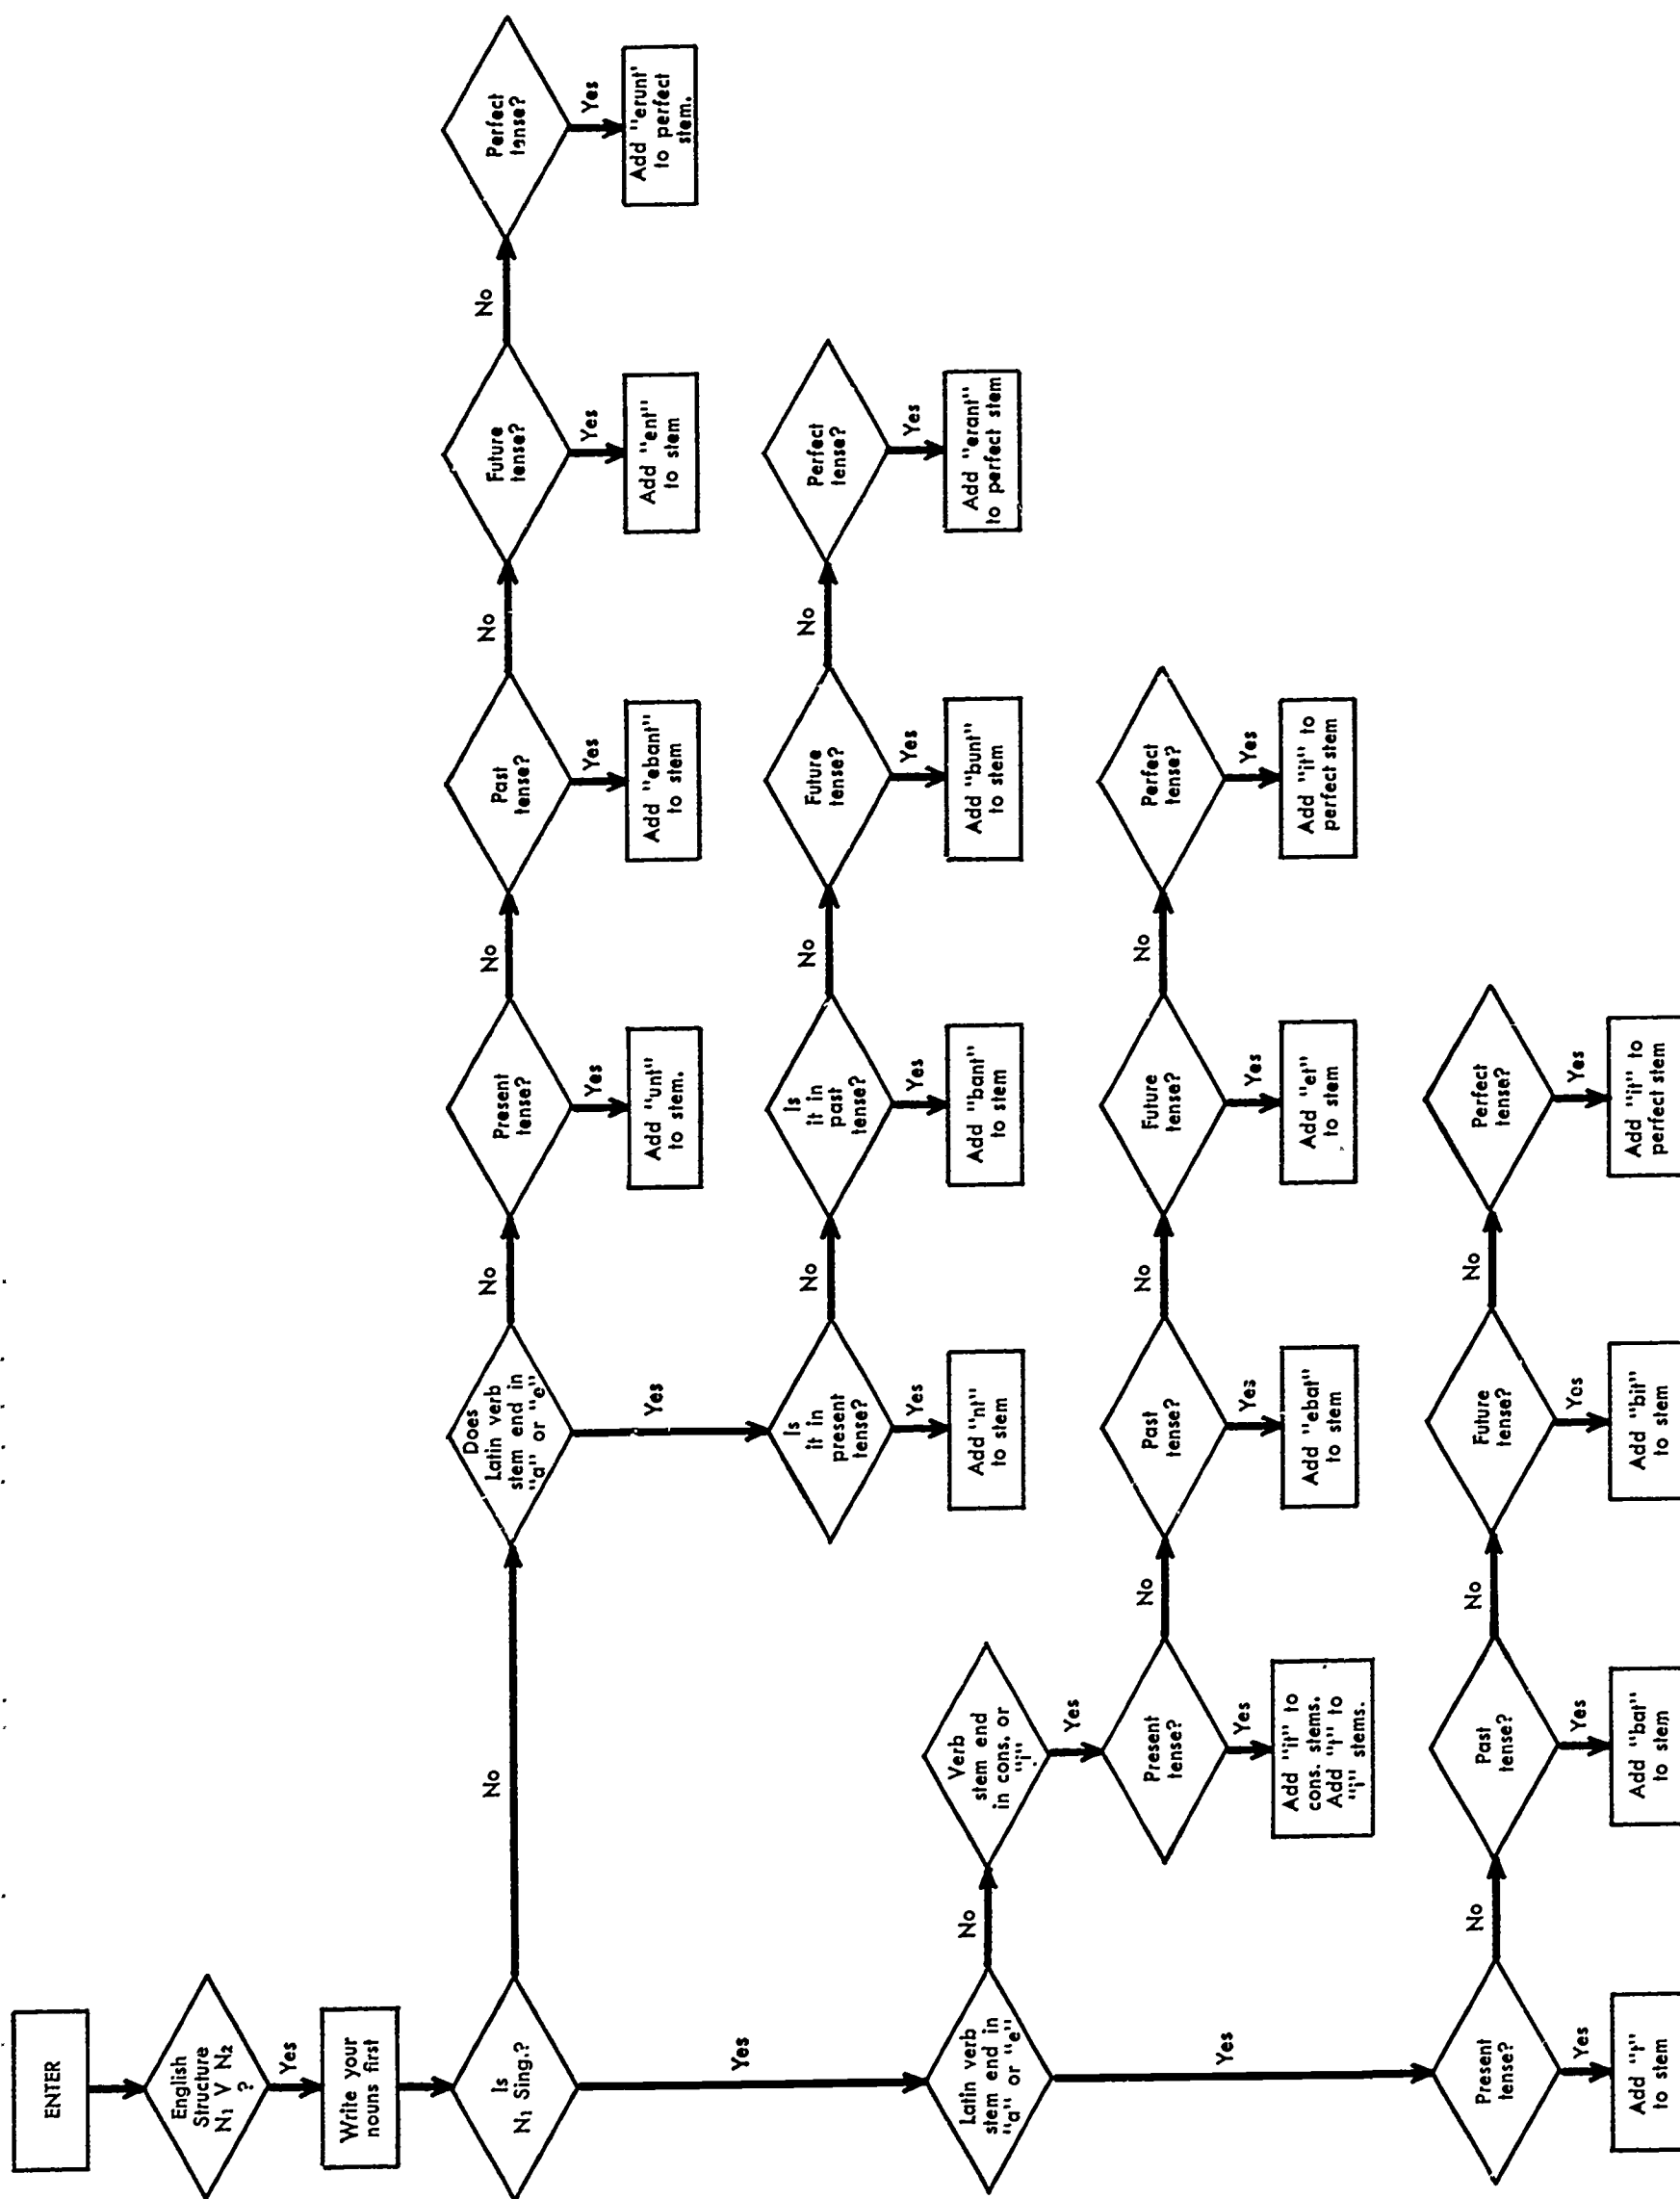 ENTER
English
Structure
N1 V N2
?
Yes
Write your
nouns first
Is
N1 Sing.?
No
Does
Latin verb
stem end in
"a" or "e"
No
Present
tense?
No
Past
tense?
No
Future
tense?
No
Perfect
tense?
Yes
Add "unt"
to stem.
Yes
Add "ebant"
to stem
Yes
Add "ent"
to stem
Yes
Add "erunt'
to perfect
stem.
Yes
Is
it in
present
tense?
No
Is
it in
past
tense?
No
Future
tense?
No
Perfect
tense?
Yes
Add "nt"
to stem
Yes
Add "bant"
to stem
Yes
Add "bunt"
to stem
Yes
Add "erant"
to perfect stem
Yes
Latin verb
stem end in
"a" or "e"
No
Verb
stem end
in cons. or
"i"
Yes
Present
tense?
No
Past
tense?
No
Future
tense?
No
Perfect
tense?
Yes
Add "it" to
cons. stems.
Add "t" to
"i" stems.
Yes
Add "ebat"
to stem
Yes
Add "et"
to stem
Yes
Add "it" to
perfect stem
Yes
Present
tense?
No
Past
tense?
No
Future
tense?
No
Perfect
tense?
Yes
Add "t"
to stem
Yes
Add "bat"
to stem
Yes
Add "bit"
to stem
Yes
Add "it" to
perfect stem